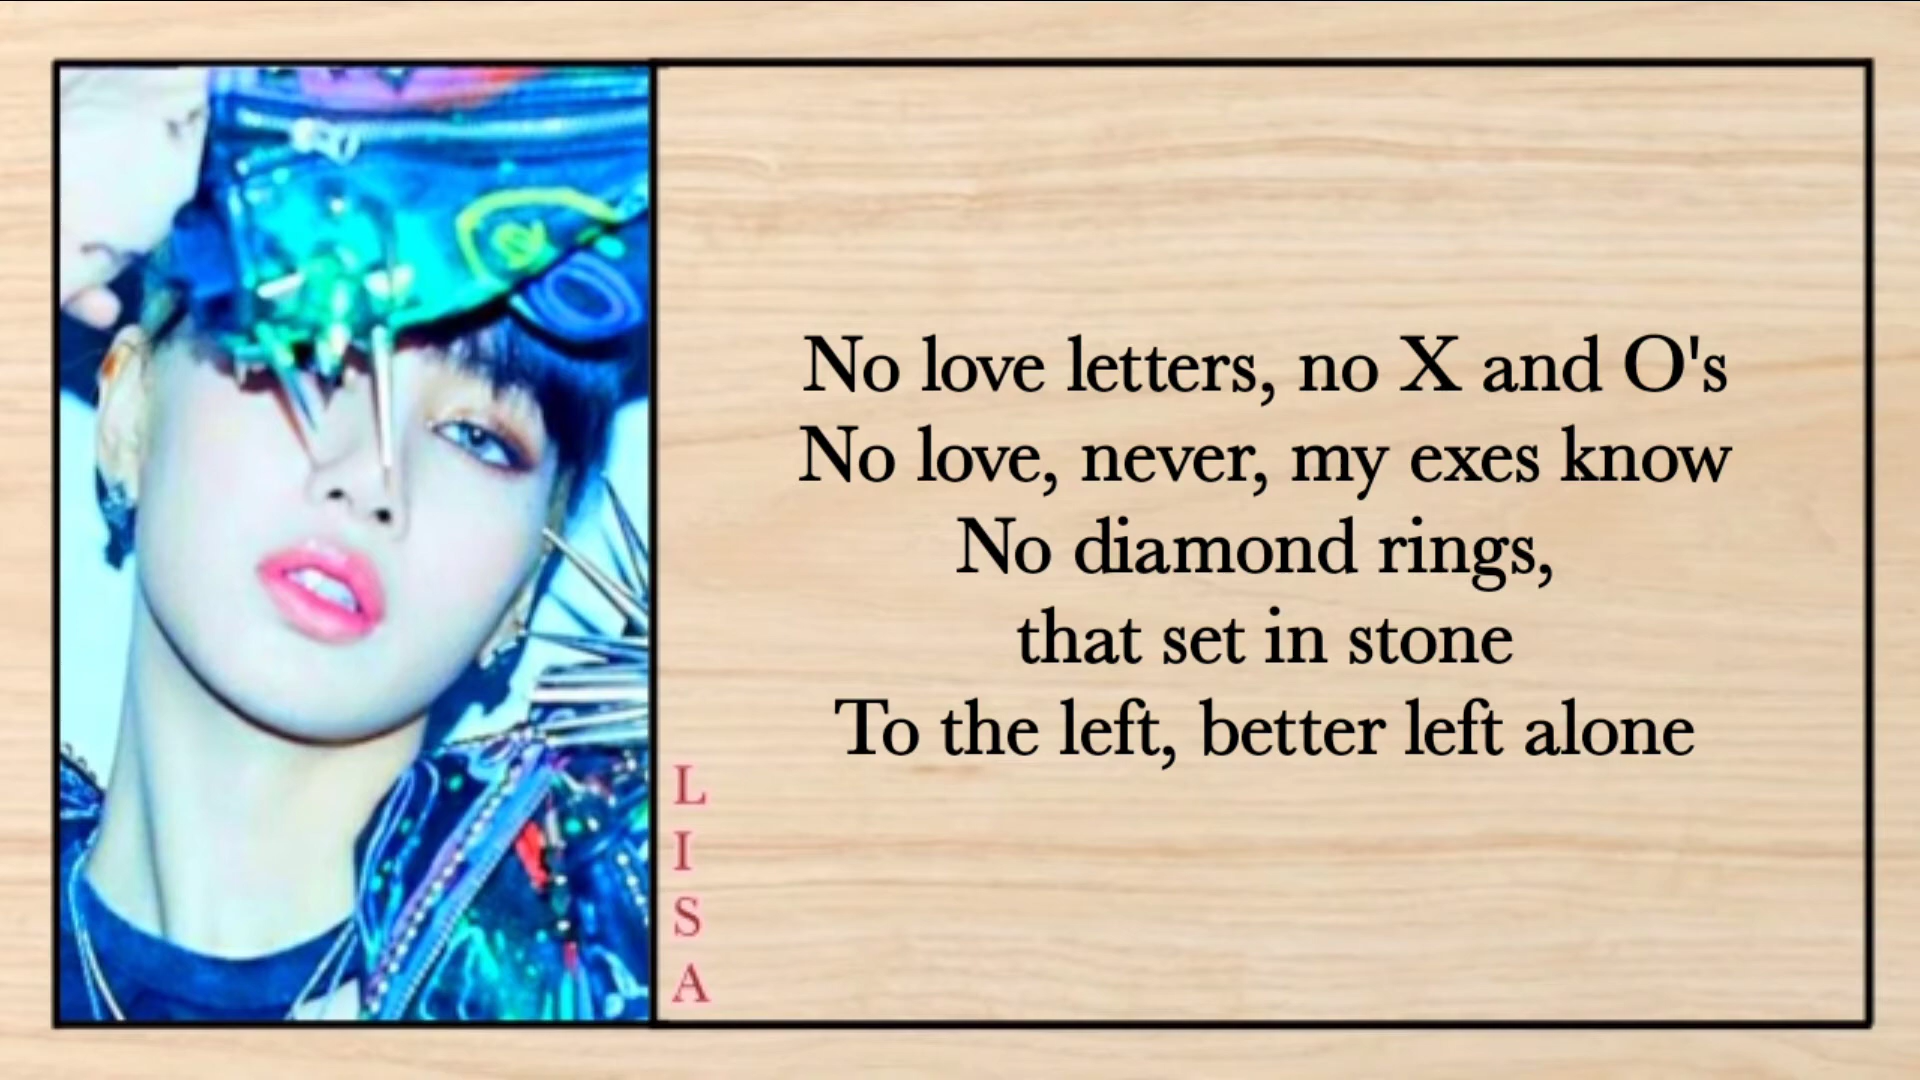 No love letters, no X and O's
No love, never, my exes know
No diamond rings,
that set in stone
To the left, better left alone
LISA